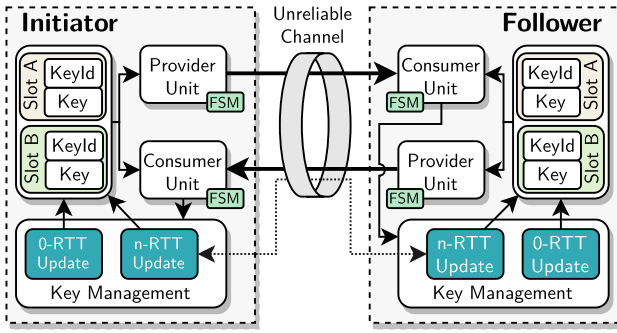 Initiator
Unreliable
Channel
Follower
Slot A
KeyId
Key
Slot B
KeyId
Key
Provider
Unit
FSM
Consumer
Unit
FSM
0-RTT
Update
n-RTT
Update
Key Management
Consumer
Unit
FSM
Provider
Unit
FSM
KeyId
Key
Slot A
KeyId
Key
Slot B
n-RTT
Update
0-RTT
Update
Key Management